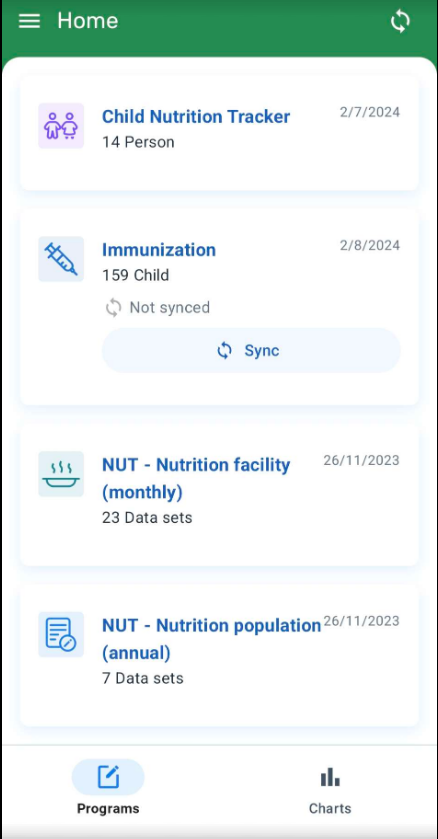 Home
Child Nutrition Tracker
2/7/2024
14 Person
Immunization
2/8/2024
159 Child
Not synced
Sync
NUT - Nutrition facility
26/11/2023
(monthly)
23 Data sets
NUT - Nutrition population
26/11/2023
(annual)
7 Data sets
Programs
Charts